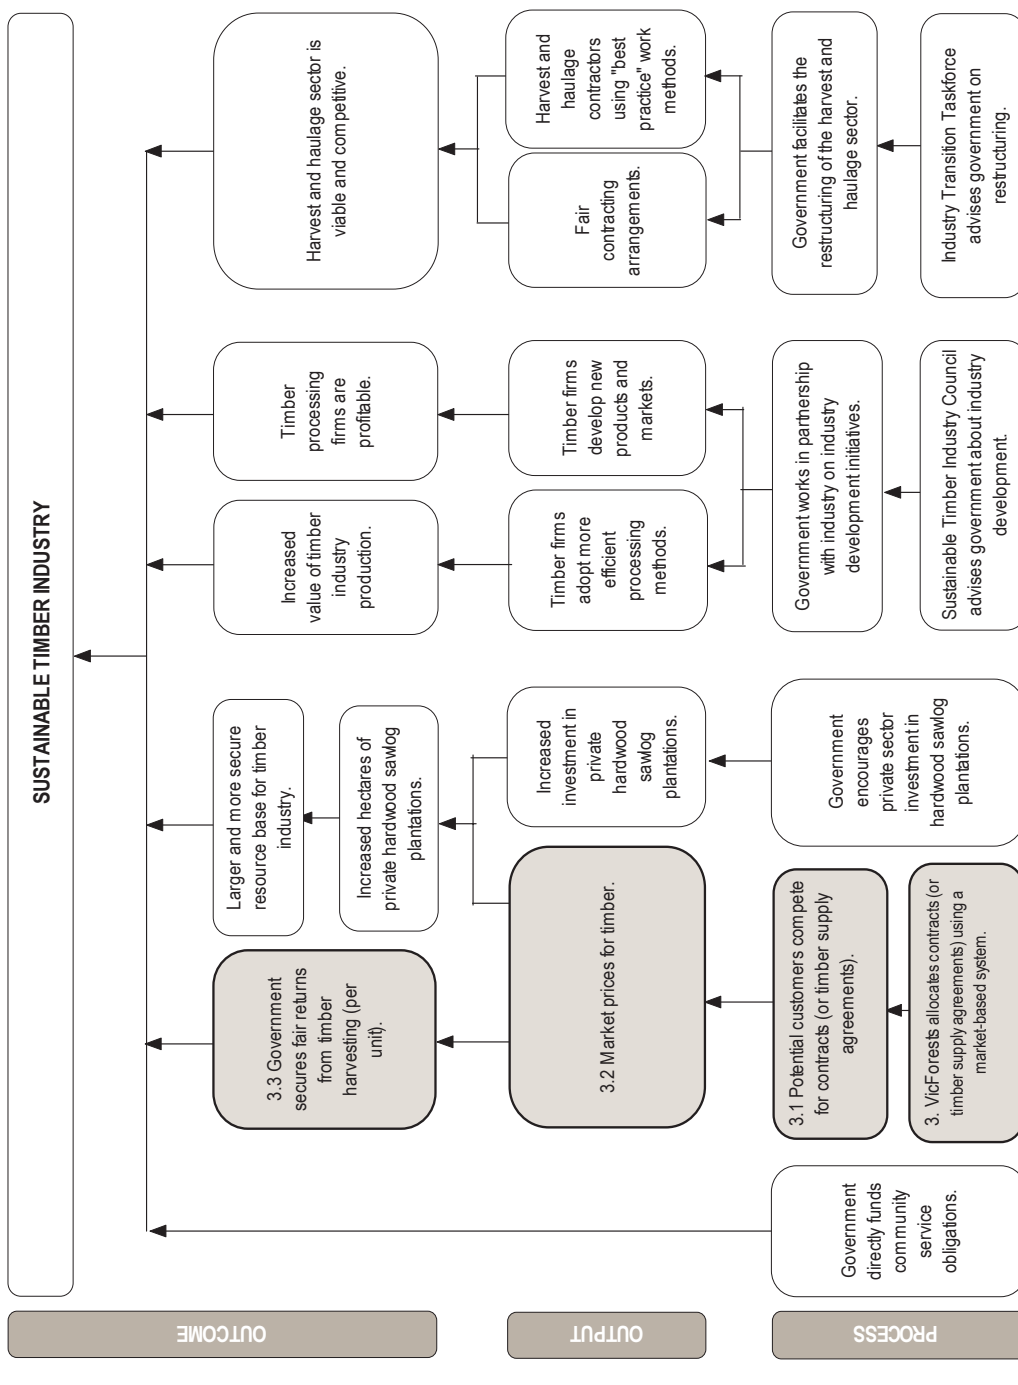 SUSTAINABLE TIMBER INDUSTRY
OUTCOME
3.3 Government
secures fair returns
from timber
harvesting (per
unit).
Larger and more secure
resource base for timber
industry.
Increased hectares of
private hardwood sawlog
plantations.
Increased
value of timber
industry
production.
Timber
processing
firms are
profitable.
Harvest and haulage sector is
viable and competitive.
OUTPUT
3.2 Market prices for timber.
Increased
investment in
private
hardwood
sawlog
plantations.
Timber firms
adopt more
efficient
processing
methods.
Timber firms
develop new
products and
markets.
Fair
contracting
arrangements.
Harvest and
haulage
contractors
using "best
practice" work
methods.
PROCESS
Government
directly funds
community
service
obligations.
3.1 Potential customers compete
for contracts (or timber supply
agreements).
3. VicForests allocates contracts (or
timber supply agreements) using a
market-based system.
Government
encourages
private sector
investment in
hardwood sawlog
plantations.
Government works in partnership
with industry on industry
development initiatives.
Sustainable Timber Industry Council
advises government about industry
development.
Government facilitates the
restructuring of the harvest and
haulage sector.
Industry Transition Taskforce
advises government on
restructuring.